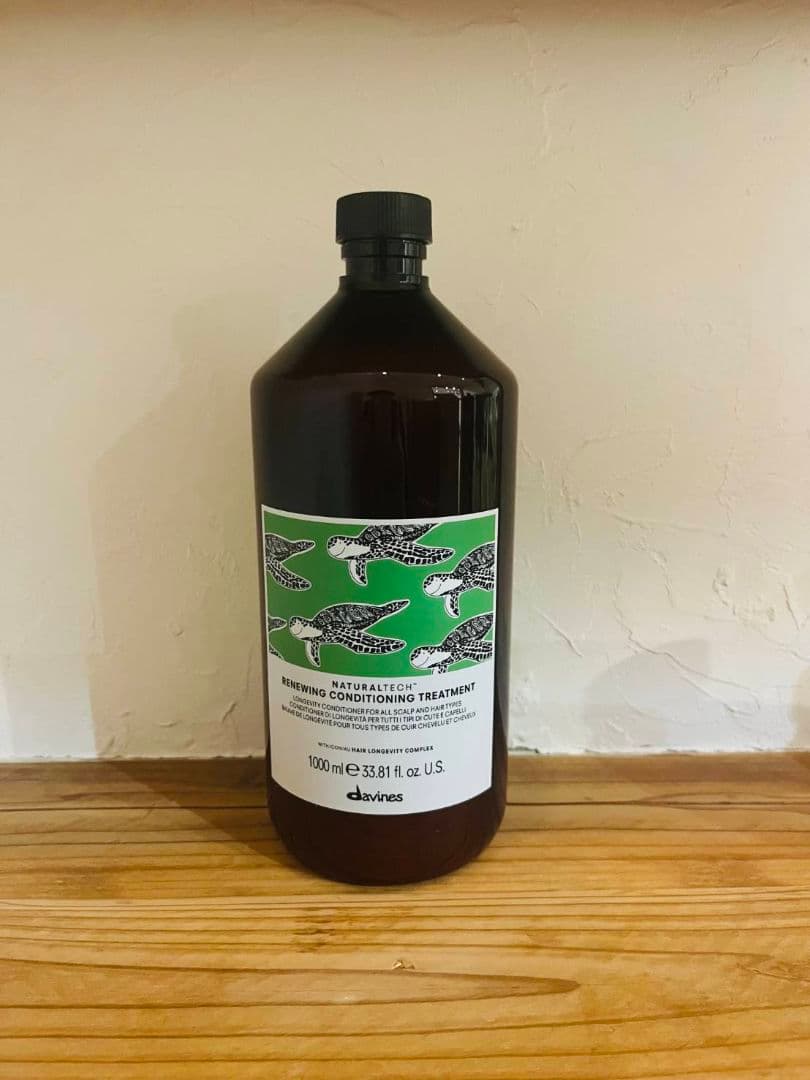 NATURALTECH™
RENEWING CONDITIONING TREATMENT
LONGEVITY CONDITIONER FOR ALL SCALP AND HAIR TYPES
CONDITIONER DI LONGEVITÀ PER TUTTI I TIPI DI CUTE E CAPELLI
BAUME DE LONGÉVITÉ POUR TOUS TYPES DE CUIR CHEVELU ET CHEVEUX
HAIR LONGEVITY COMPLEX
1000 ml ℮ 33.81 fl. oz. U.S.
davines